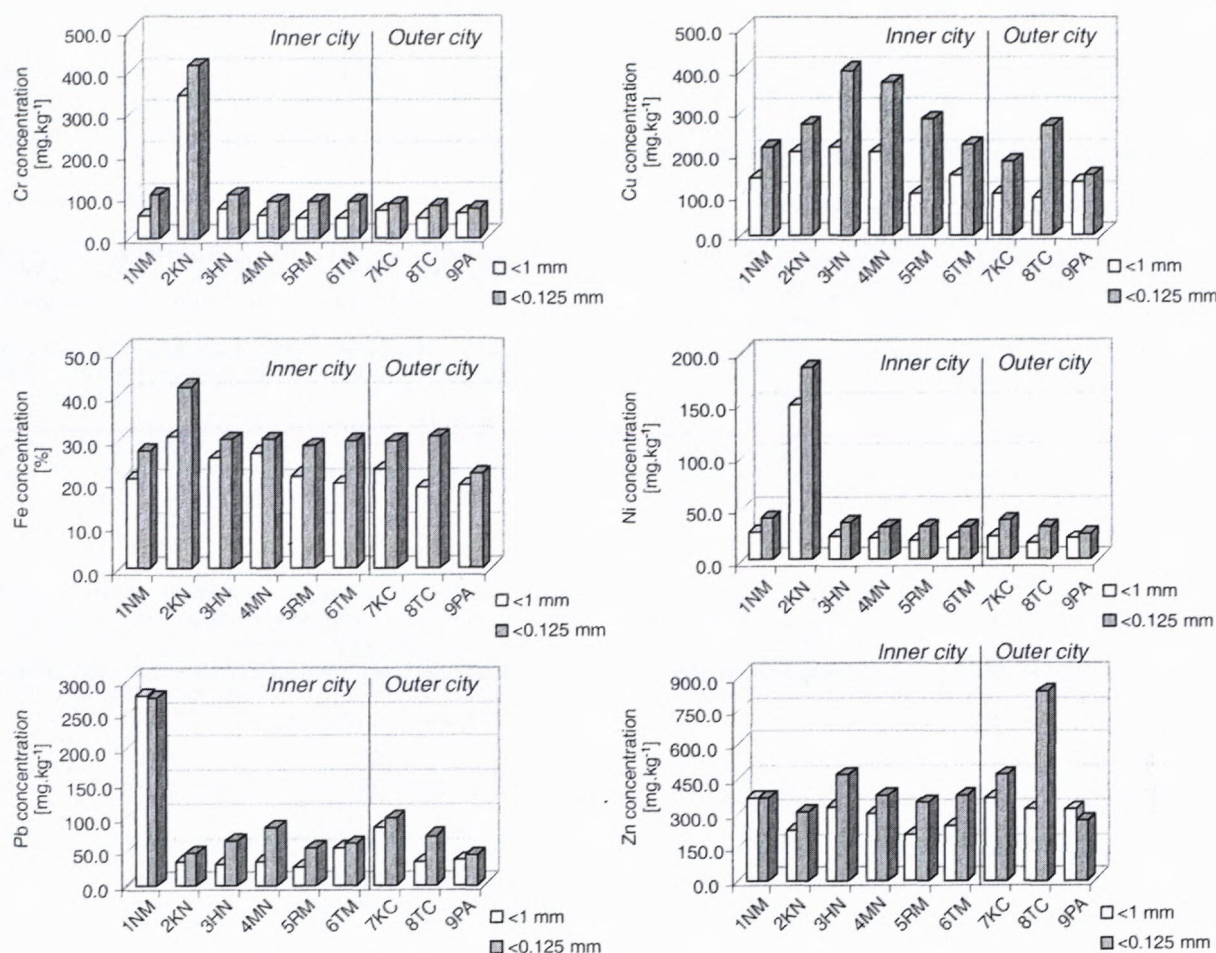 Cr concentration
[mg.kg⁻¹]
500.0
400.0
300.0
200.0
100.0
0.0
Inner city
Outer city
1NM
2KN
3HN
4MN
5RM
6TM
7KC
8TC
9PA
<1 mm
<0.125 mm
Cu concentration
[mg.kg⁻¹]
500.0
400.0
300.0
200.0
100.0
0.0
Inner city
Outer city
1NM
2KN
3HN
4MN
5RM
6TM
7KC
8TC
9PA
<1 mm
<0.125 mm
Fe concentration
[%]
50.0
40.0
30.0
20.0
10.0
0.0
Inner city
Outer city
1NM
2KN
3HN
4MN
5RM
6TM
7KC
8TC
9PA
<1 mm
<0.125 mm
Ni concentration
[mg.kg⁻¹]
200.0
150.0
100.0
50.0
0.0
Inner city
Outer city
1NM
2KN
3HN
4MN
5RM
6TM
7KC
8TC
9PA
<1 mm
<0.125 mm
Pb concentration
[mg.kg⁻¹]
300.0
250.0
200.0
150.0
100.0
50.0
0.0
Inner city
Outer city
1NM
2KN
3HN
4MN
5RM
6TM
7KC
8TC
9PA
<1 mm
<0.125 mm
Zn concentration
[mg.kg⁻¹]
900.0
750.0
600.0
450.0
300.0
150.0
0.0
Inner city
Outer city
1NM
2KN
3HN
4MN
5RM
6TM
7KC
8TC
9PA
<1 mm
<0.125 mm